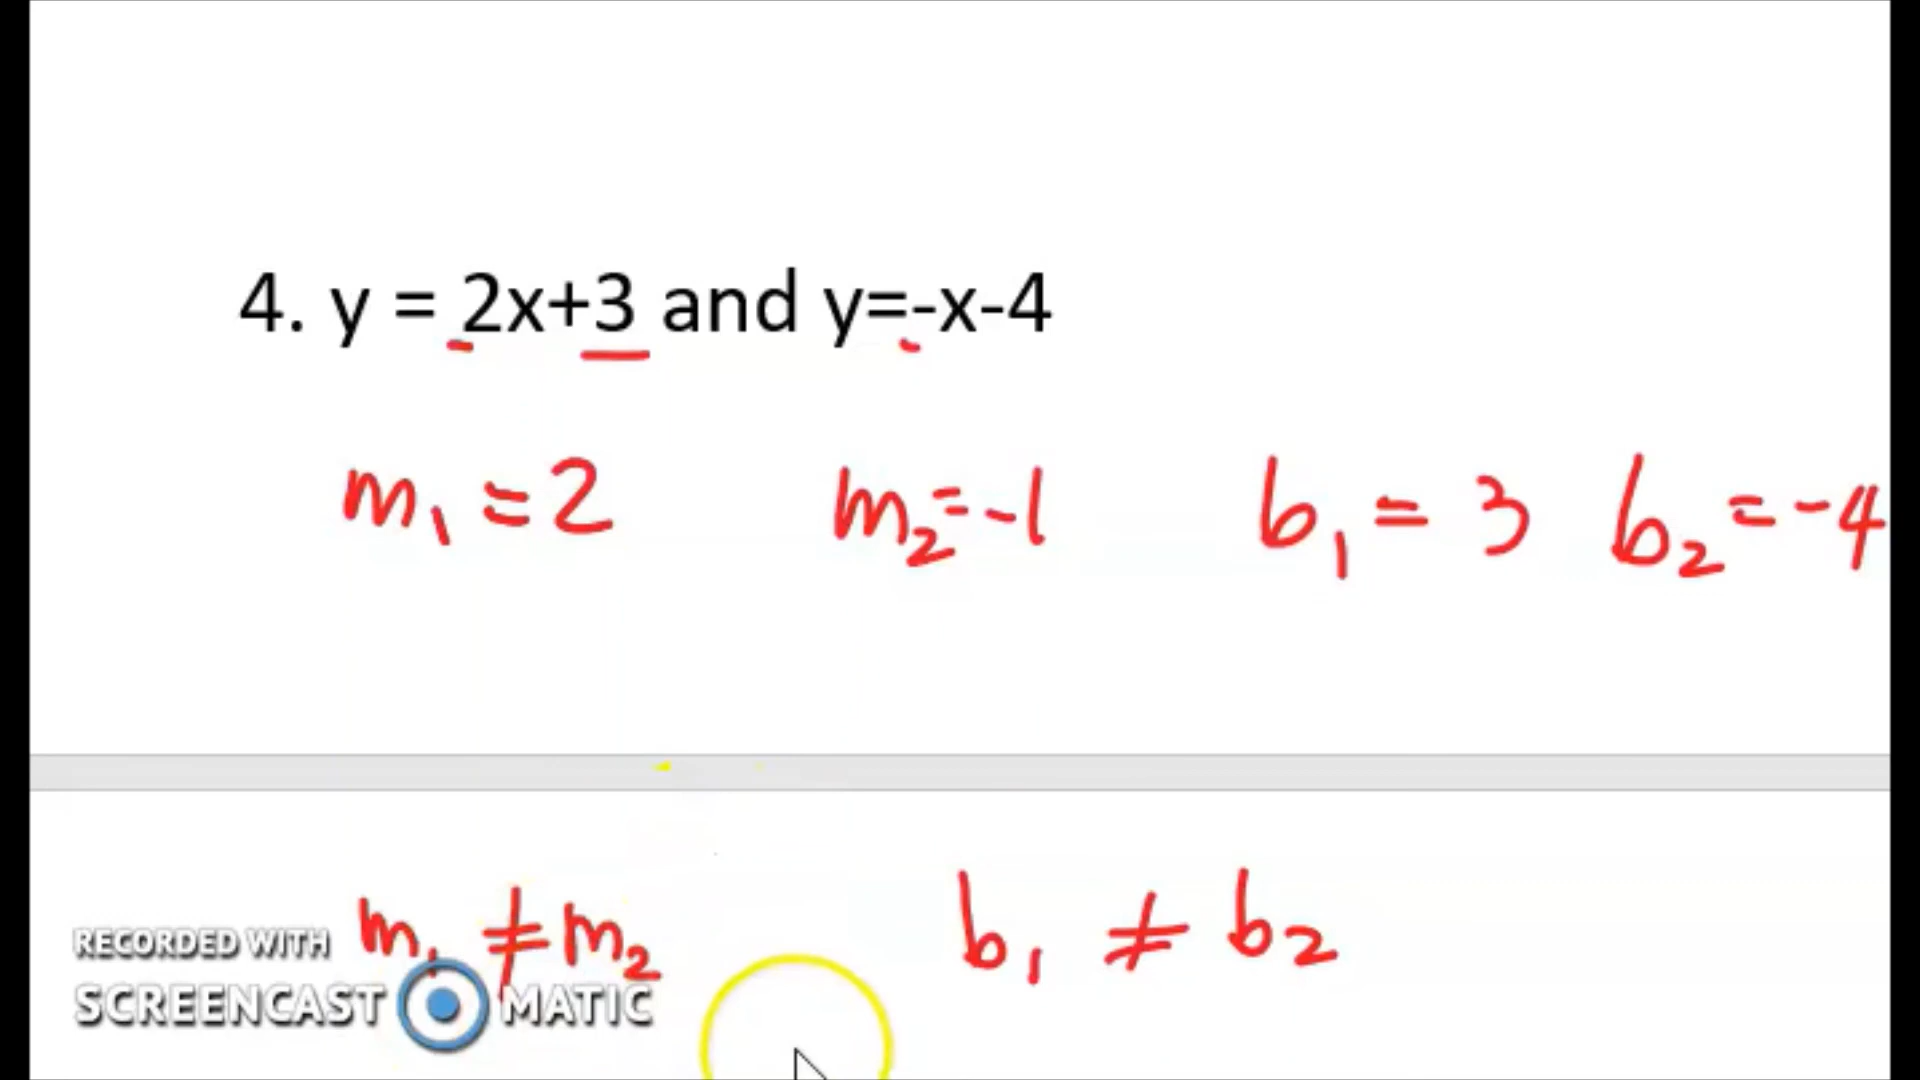 4. y = 2x+3 and y=-x-4
m₁ = 2 m₂ = -1 b₁ = 3 b₂ = -4
m₁ ≠ m₂ b₁ ≠ b₂
RECORDED WITH
SCREENCAST MATIC